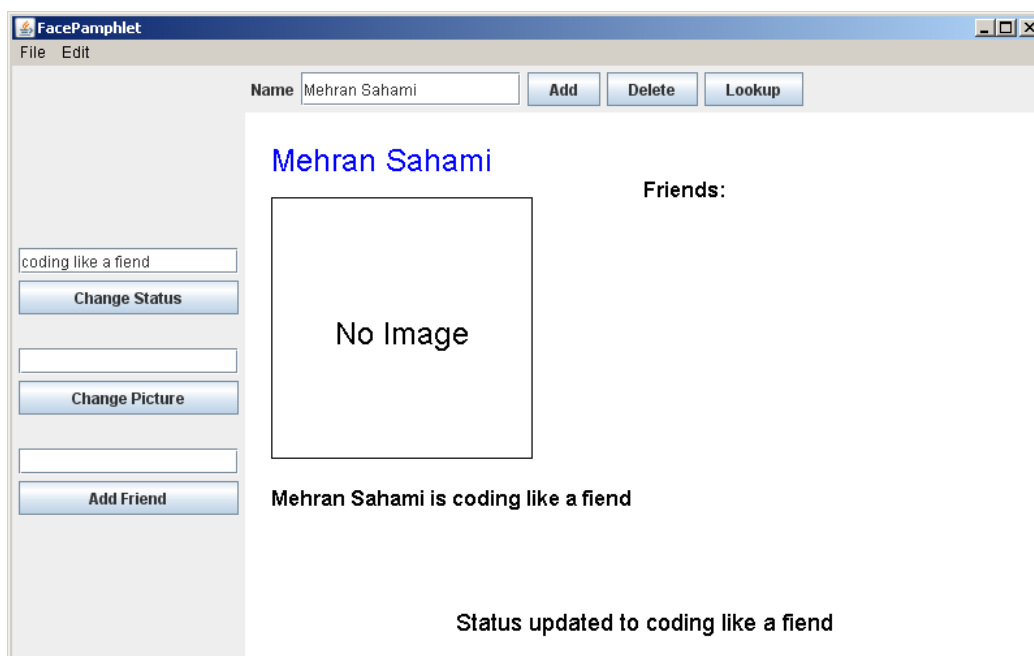 FacePamphlet
File Edit
Name Mehran Sahami Add Delete Lookup
Mehran Sahami
Friends:
coding like a fiend
Change Status
No Image
Change Picture
Add Friend
Mehran Sahami is coding like a fiend
Status updated to coding like a fiend